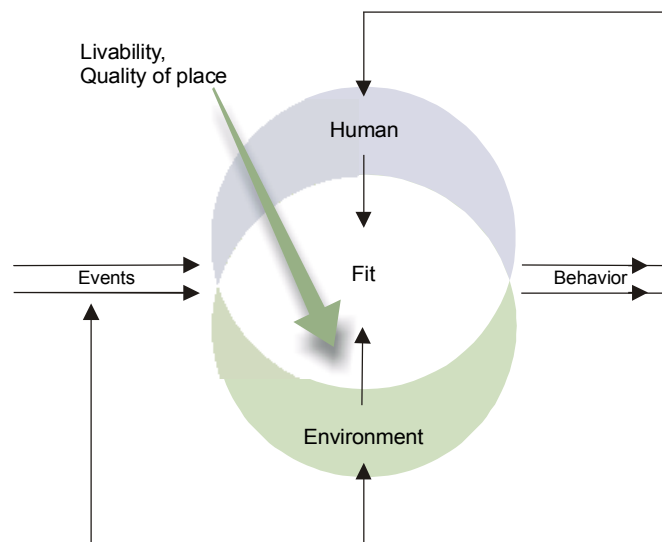 Livability,
Quality of place
Human
Fit
Events
Behavior
Environment